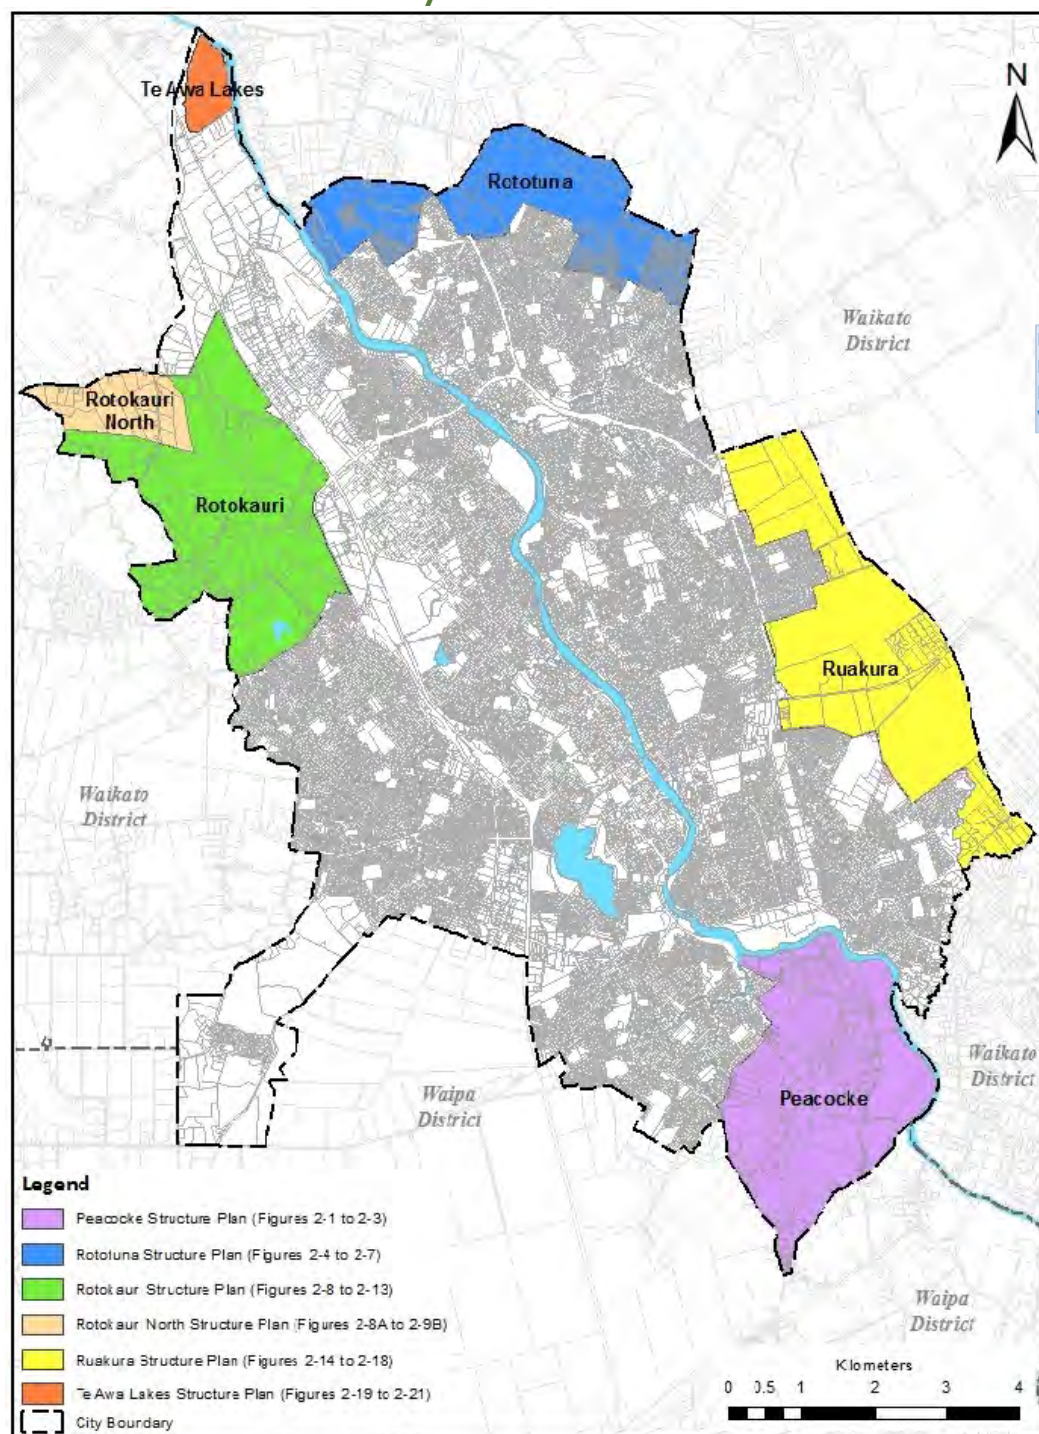 N
Te Awa Lakes
Rototuna
Waikato
District
Rotokauri
North
Rotokauri
Ruakura
Waikato
District
Waikato
District
Peacocke
Waipa
District
Waipa
District
Legend
Peacocke Structure Plan (Figures 2-1 to 2-3)
Rototuna Structure Plan (Figures 2-4 to 2-7)
Rotokaur Structure Plan (Figures 2-8 to 2-13)
Rotokaur North Structure Plan (Figures 2-8A to 2-9B)
Ruakura Structure Plan (Figures 2-14 to 2-18)
Te Awa Lakes Structure Plan (Figures 2-19 to 2-21)
City Boundary
Kilometers
0 0.5 1 2 3 4